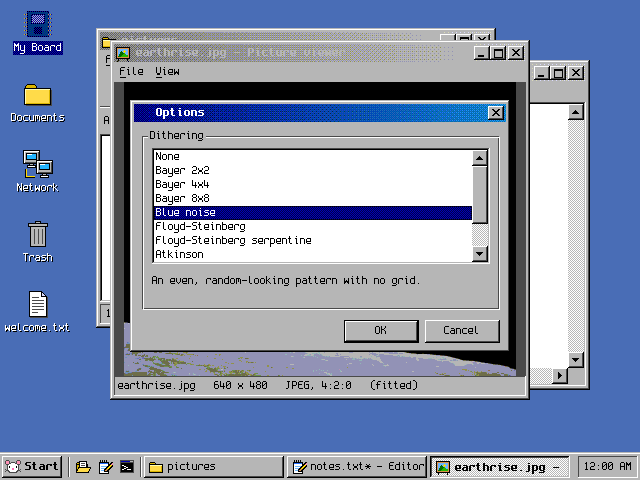 My Board
Documents
Network
Trash
welcome.txt
pictures
earthrise.jpg - Picture Viewer
File View
Options
Dithering
None
Bayer 2x2
Bayer 4x4
Bayer 8x8
Blue noise
Floyd-Steinberg
Floyd-Steinberg serpentine
Atkinson
An even, random-looking pattern with no grid.
OK
Cancel
earthrise.jpg 640 x 480 JPEG, 4:2:0 (fitted)
Start
pictures
notes.txt* - Editor
earthrise.jpg -
12:00 AM